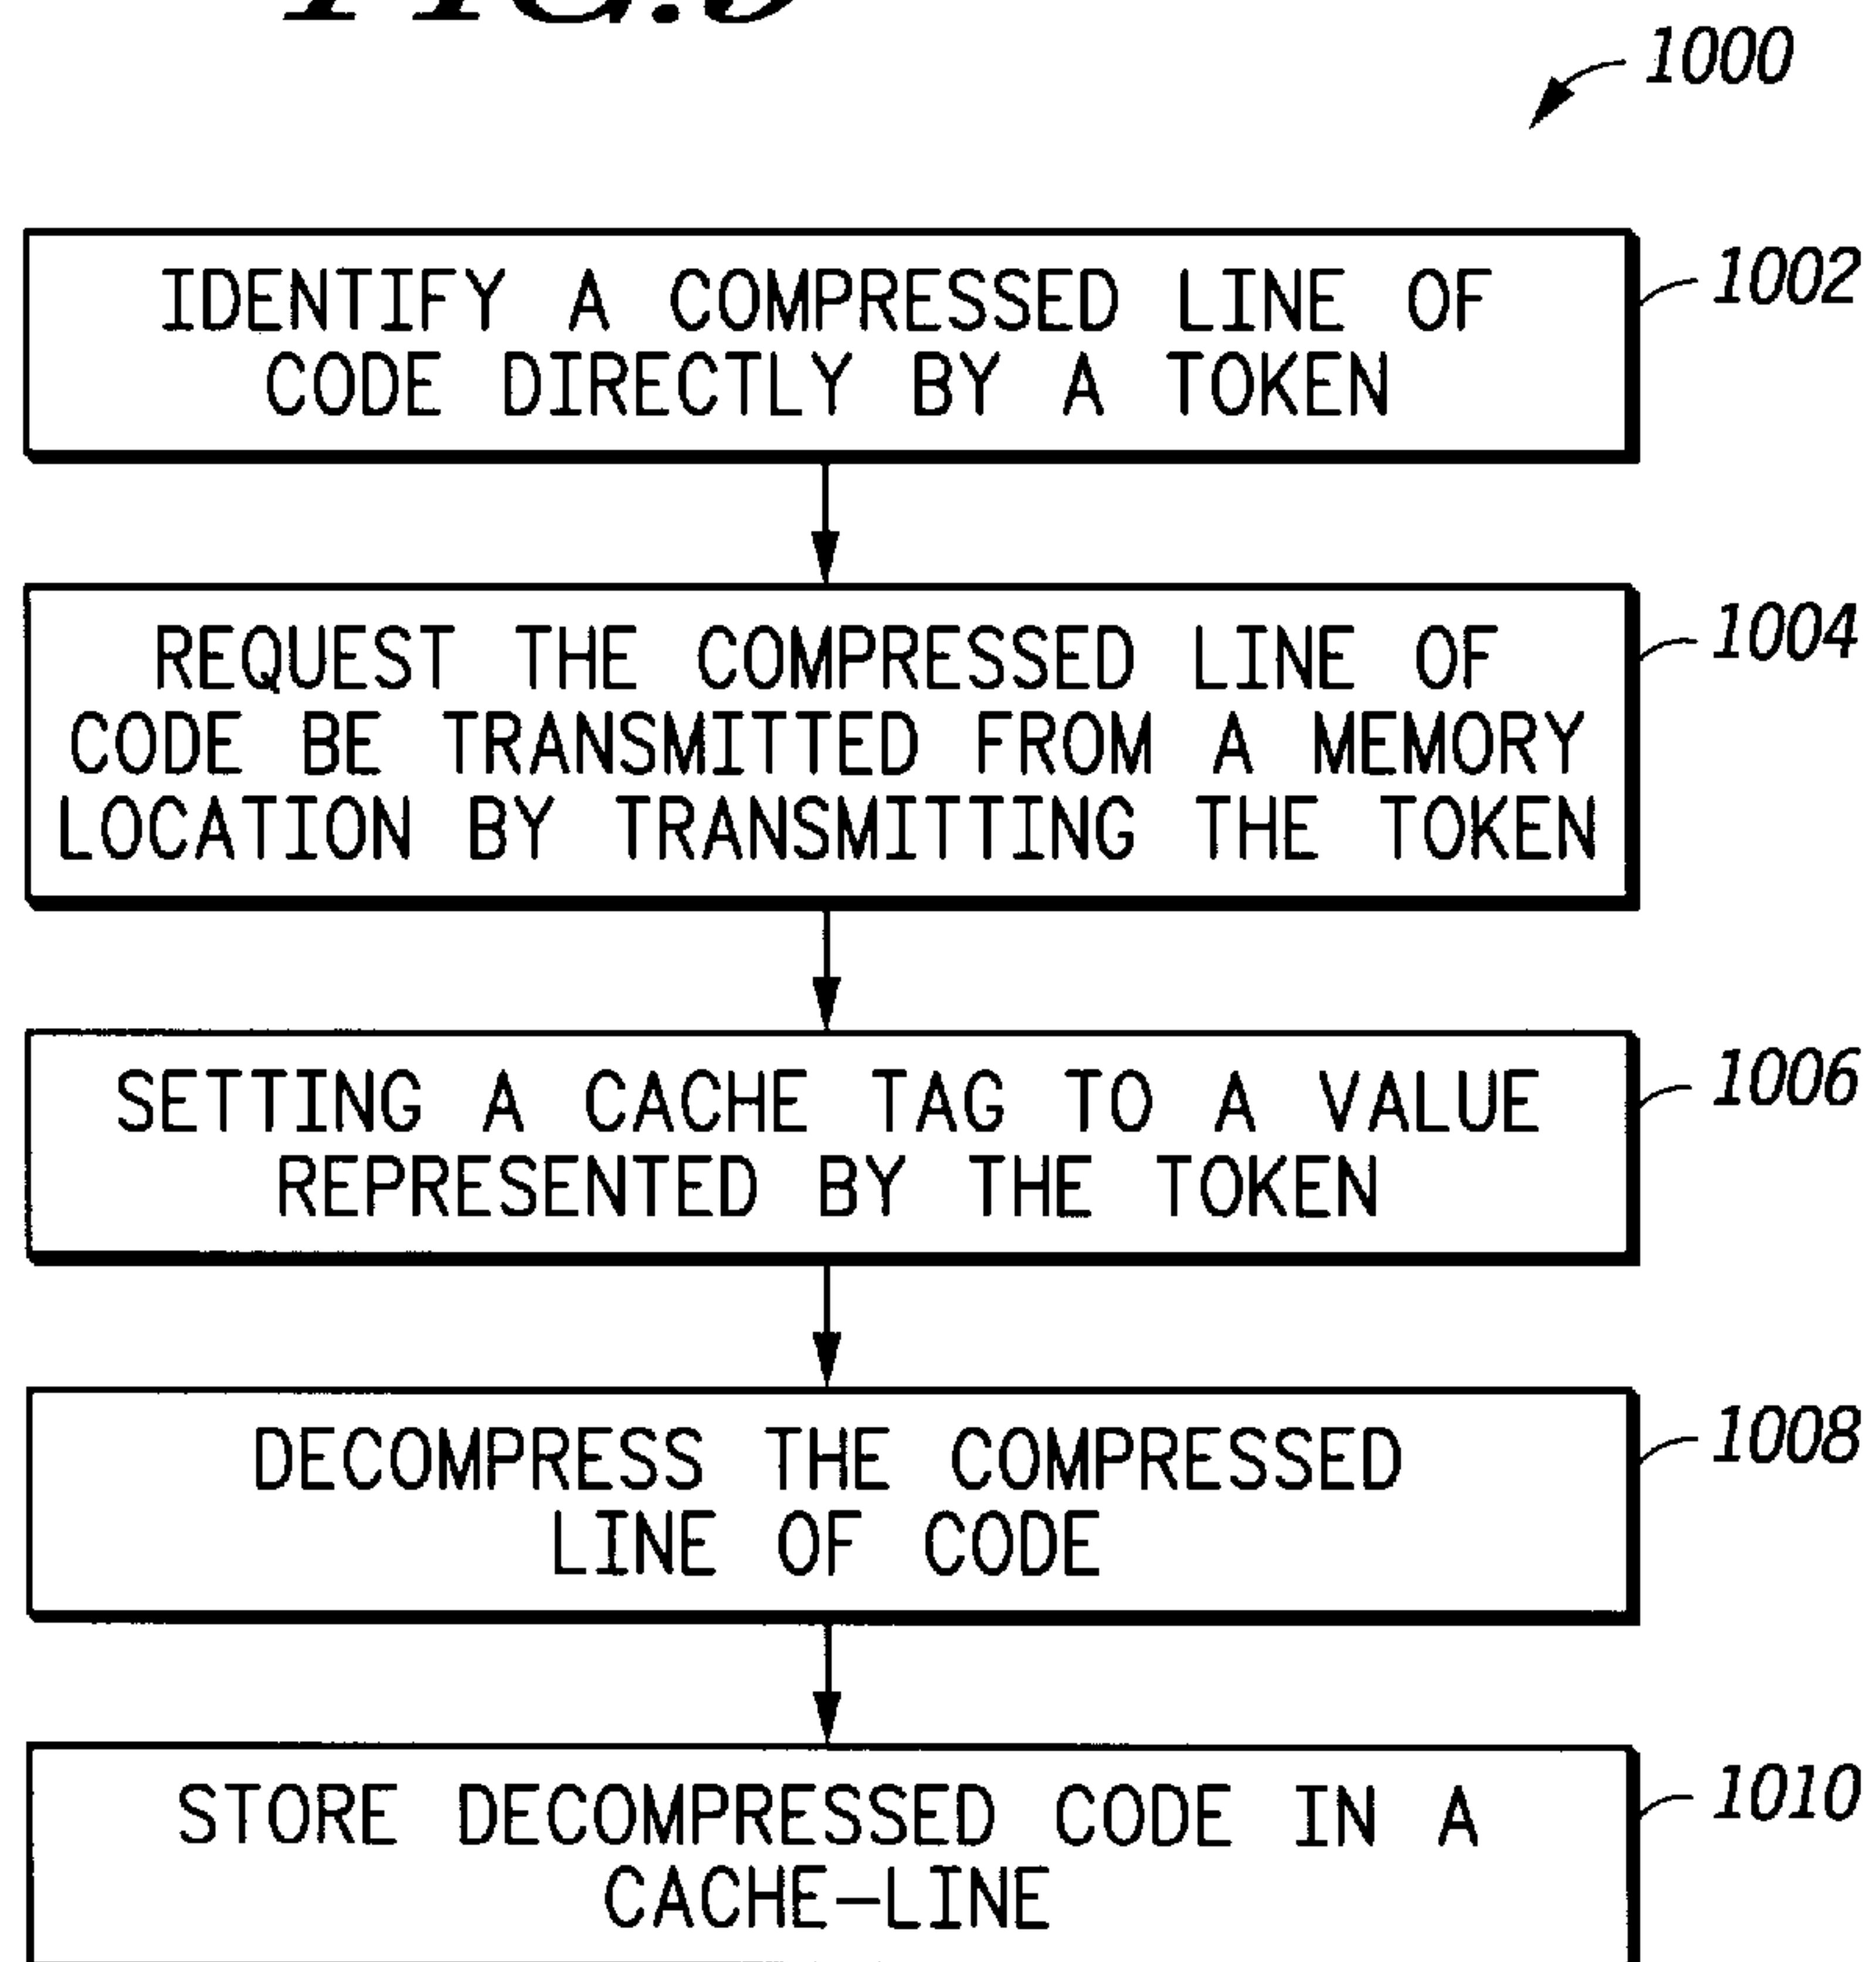 1000
IDENTIFY A COMPRESSED LINE OF
CODE DIRECTLY BY A TOKEN
1002
REQUEST THE COMPRESSED LINE OF
CODE BE TRANSMITTED FROM A MEMORY
LOCATION BY TRANSMITTING THE TOKEN
1004
SETTING A CACHE TAG TO A VALUE
REPRESENTED BY THE TOKEN
1006
DECOMPRESS THE COMPRESSED
LINE OF CODE
1008
STORE DECOMPRESSED CODE IN A
CACHE-LINE
1010